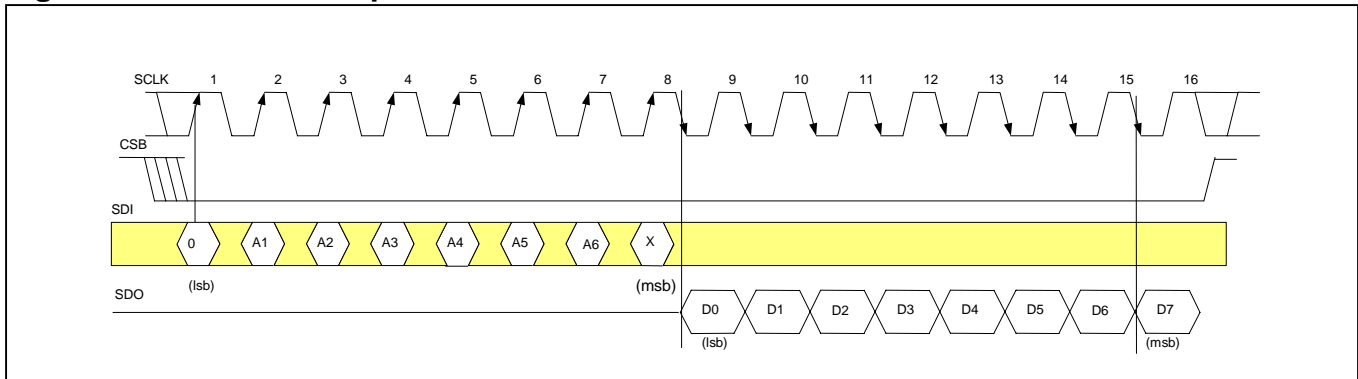 SCLK 1 2 3 4 5 6 7 8 9 10 11 12 13 14 15 16
CSB
SDI
0 A1 A2 A3 A4 A5 A6 X
(lsb) (msb)
SDO
D0 D1 D2 D3 D4 D5 D6 D7
(lsb) (msb)